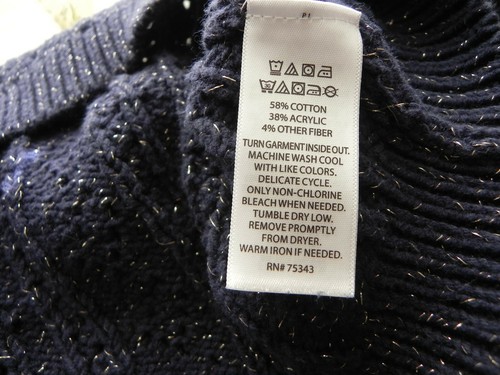 58% COTTON
38% ACRYLIC
4% OTHER FIBER
TURN GARMENT INSIDE OUT.
MACHINE WASH COOL
WITH LIKE COLORS.
DELICATE CYCLE.
ONLY NON-CHLORINE
BLEACH WHEN NEEDED.
TUMBLE DRY LOW.
REMOVE PROMPTLY
FROM DRYER.
WARM IRON IF NEEDED.
RN# 75343